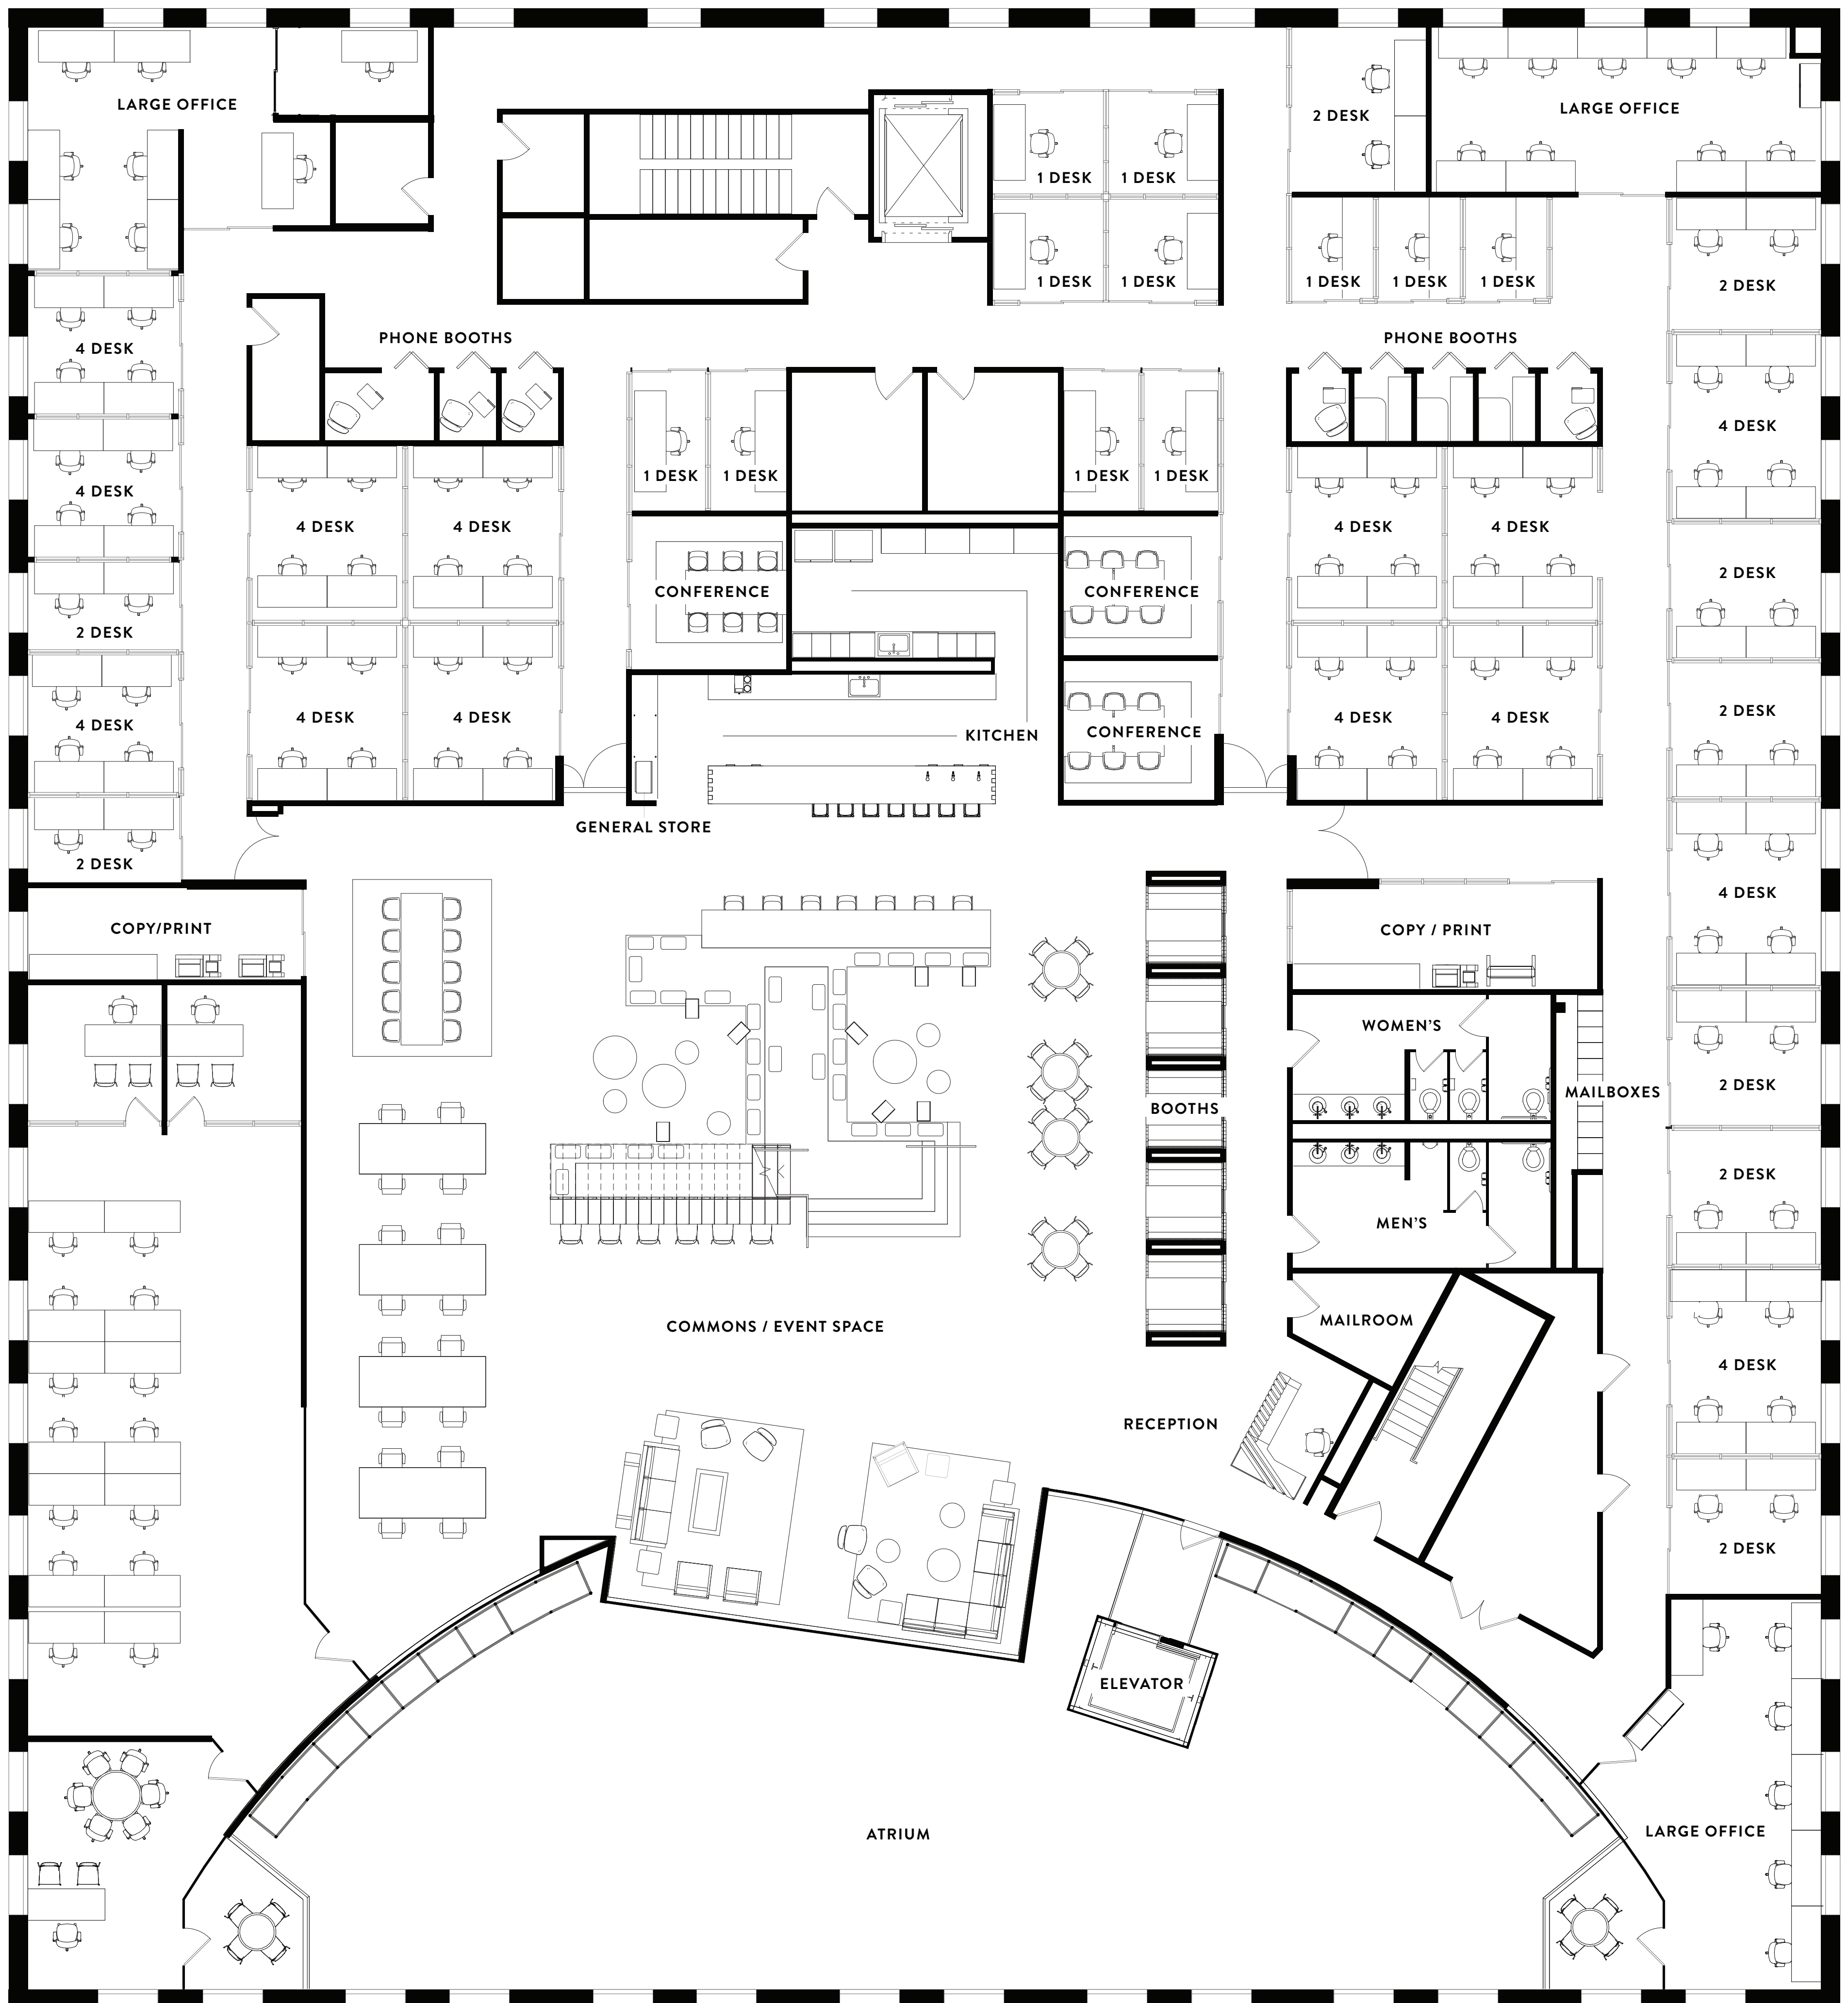 LARGE OFFICE
2 DESK
LARGE OFFICE
1 DESK
1 DESK
1 DESK
1 DESK
1 DESK
1 DESK
1 DESK
2 DESK
PHONE BOOTHS
PHONE BOOTHS
4 DESK
4 DESK
1 DESK
1 DESK
1 DESK
1 DESK
4 DESK
4 DESK
4 DESK
4 DESK
4 DESK
2 DESK
CONFERENCE
CONFERENCE
2 DESK
4 DESK
4 DESK
4 DESK
KITCHEN
CONFERENCE
4 DESK
4 DESK
2 DESK
GENERAL STORE
2 DESK
4 DESK
COPY/PRINT
COPY / PRINT
WOMEN'S
2 DESK
MAILBOXES
BOOTHS
2 DESK
MEN'S
COMMONS / EVENT SPACE
MAILROOM
4 DESK
RECEPTION
2 DESK
ELEVATOR
ATRIUM
LARGE OFFICE